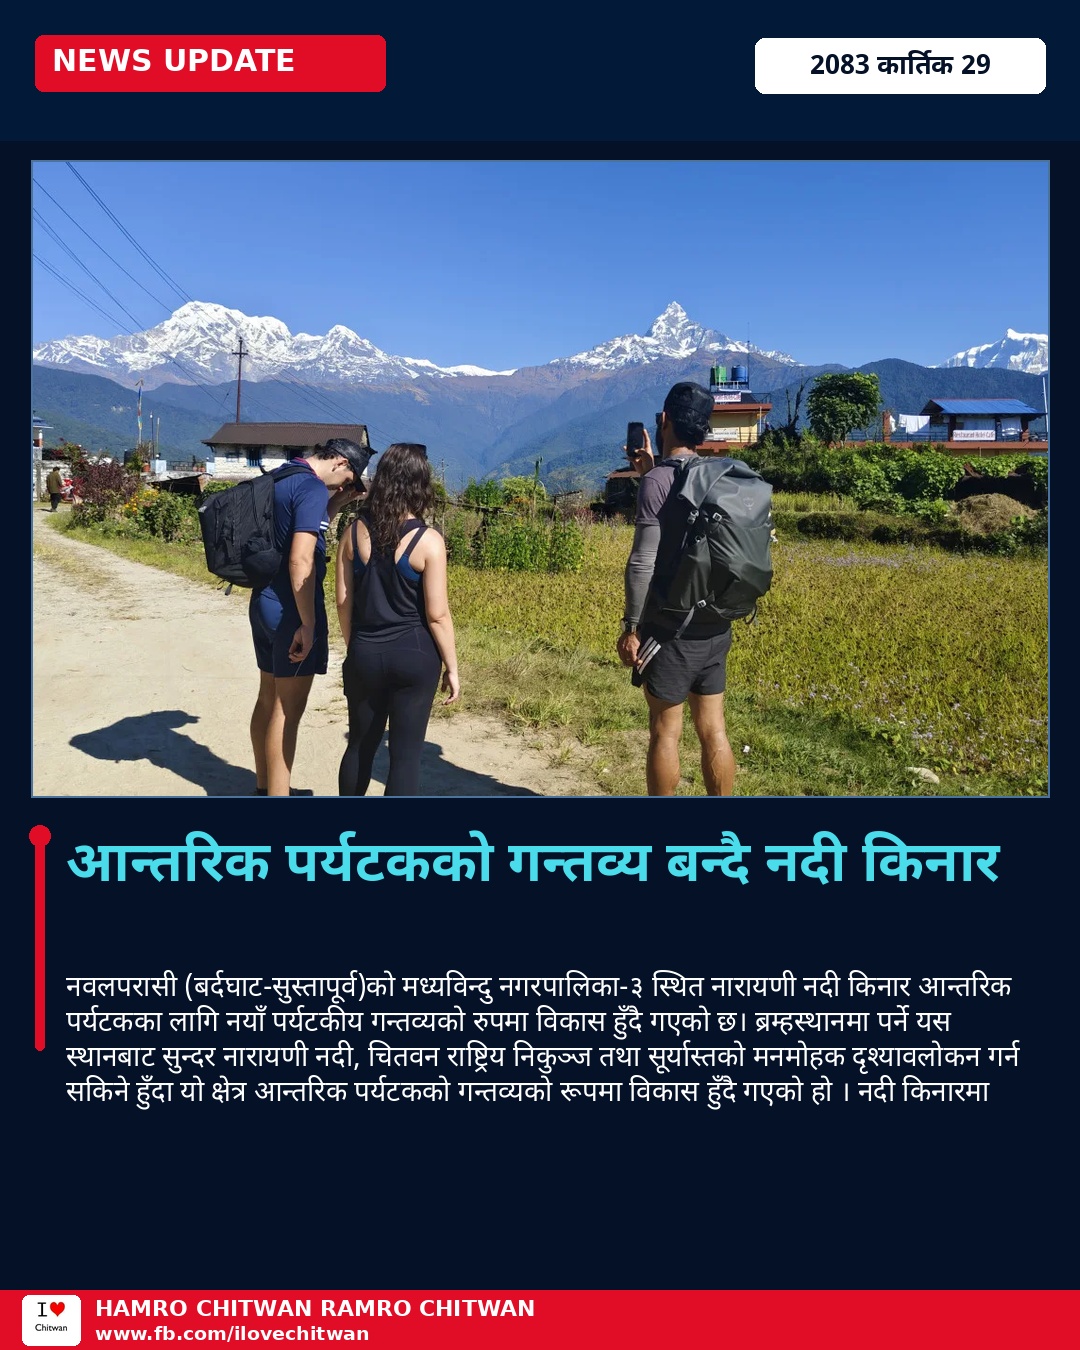 NEWS UPDATE
2083 कार्तिक 29
आन्तरिक पर्यटकको गन्तव्य बन्दै नदी किनार
नवलपरासी (बर्दघाट-सुस्तापूर्व)को मध्यविन्दु नगरपालिका-३ स्थित नारायणी नदी किनार आन्तरिक
पर्यटकका लागि नयाँ पर्यटकीय गन्तव्यको रुपमा विकास हुँदै गएको छ। ब्रम्हस्थानमा पर्ने यस
स्थानबाट सुन्दर नारायणी नदी, चितवन राष्ट्रिय निकुञ्ज तथा सूर्यास्तको मनमोहक दृश्यावलोकन गर्न
सकिने हुँदा यो क्षेत्र आन्तरिक पर्यटकको गन्तव्यको रूपमा विकास हुँदै गएको हो । नदी किनारमा
I ♥
Chitwan
HAMRO CHITWAN RAMRO CHITWAN
www.fb.com/ilovechitwan